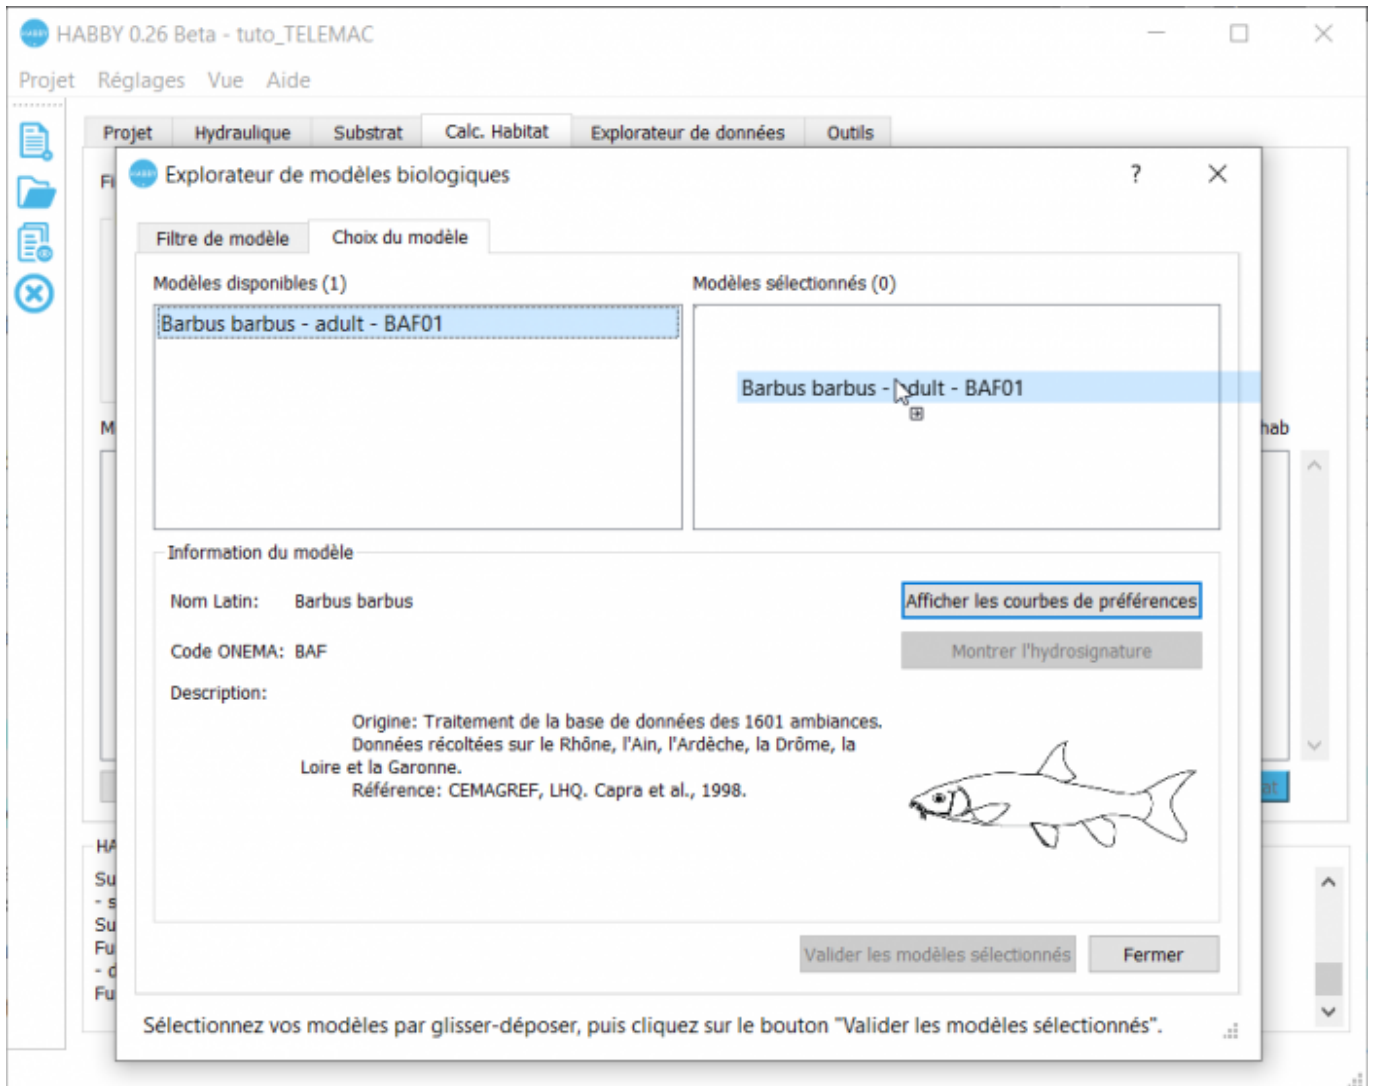 HABBY 0.26 Beta - tuto_TELEMAC
Projet Réglages Vue Aide
Projet Hydraulique Substrat Calc. Habitat Explorateur de données Outils
Explorateur de modèles biologiques
Filtre de modèle Choix du modèle
Modèles disponibles (1) Modèles sélectionnés (0)
Barbus barbus - adult - BAF01
Barbus barbus - adult - BAF01
hab
Information du modèle
Nom Latin: Barbus barbus
Afficher les courbes de préférences
Code ONEMA: BAF
Montrer l'hydrosignature
Description:
Origine: Traitement de la base de données des 1601 ambiances.
Données récoltées sur le Rhône, l'Ain, l'Ardèche, la Drôme, la
Loire et la Garonne.
Référence: CEMAGREF, LHQ. Capra et al., 1998.
Su
Su
Fu
Fu
Valider les modèles sélectionnés Fermer
Sélectionnez vos modèles par glisser-déposer, puis cliquez sur le bouton "Valider les modèles sélectionnés".